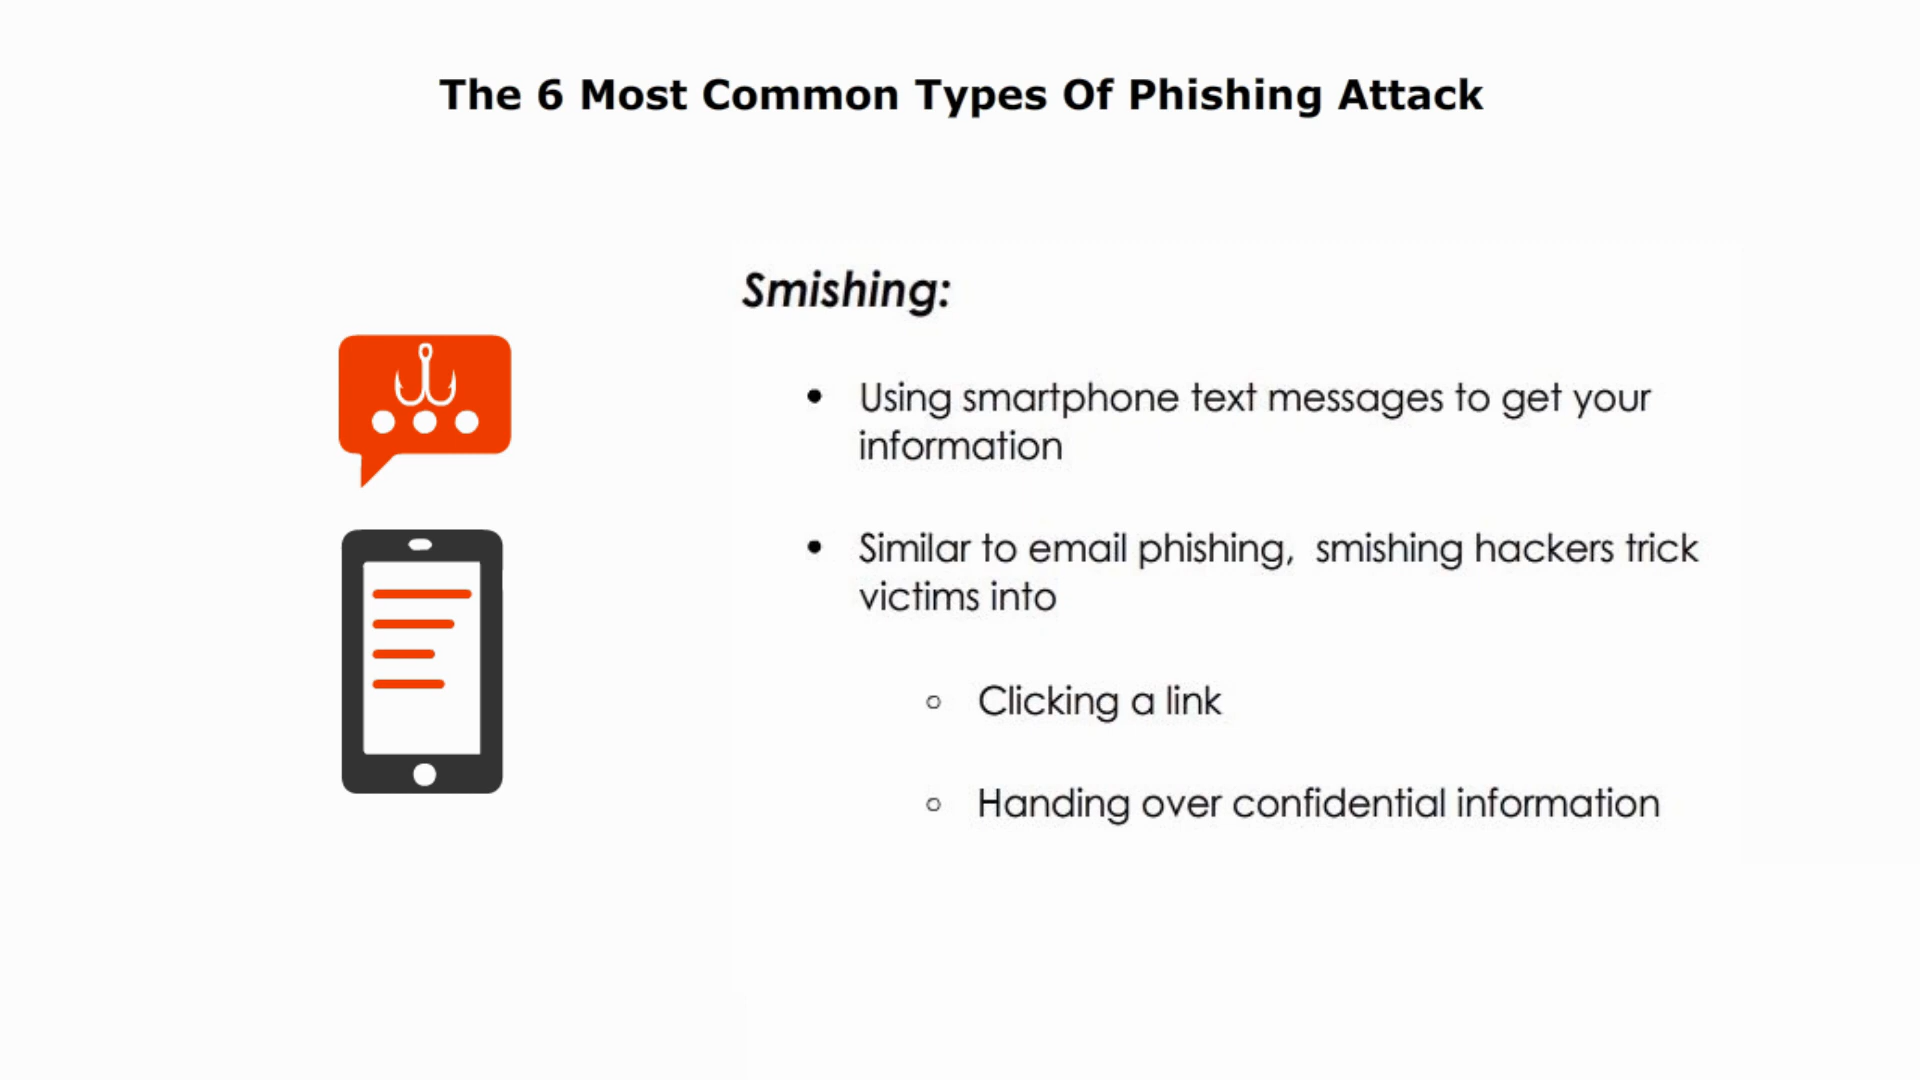 The 6 Most Common Types Of Phishing Attack
Smishing:
• Using smartphone text messages to get your
information
• Similar to email phishing,  smishing hackers trick
victims into
○ Clicking a link
○ Handing over confidential information